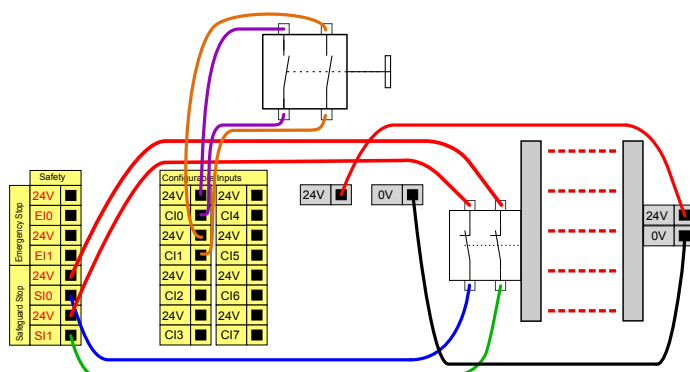 Safety
Emergency Stop
24V
EI0
24V
EI1
Safeguard Stop
24V
SI0
24V
SI1
Configurable Inputs
24V 24V
CI0 CI4
24V 24V
CI1 CI5
24V 24V
CI2 CI6
24V 24V
CI3 CI7
24V 0V
24V
0V